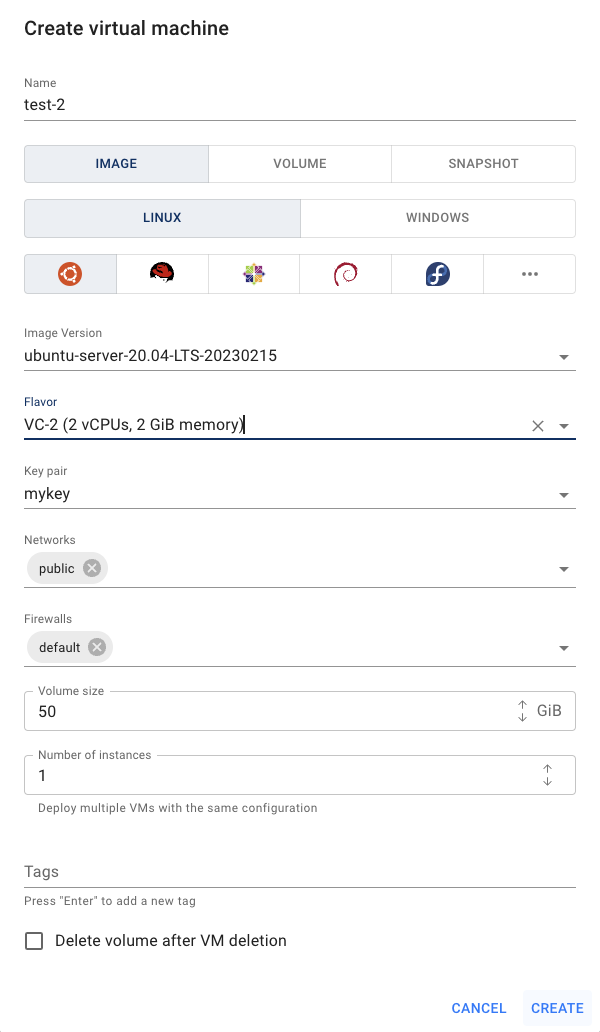 Create virtual machine
Name
test-2
IMAGE VOLUME SNAPSHOT
LINUX WINDOWS
Image Version
ubuntu-server-20.04-LTS-20230215
Flavor
VC-2 (2 vCPUs, 2 GiB memory)
Key pair
mykey
Networks
public
Firewalls
default
Volume size
50 GiB
Number of instances
1
Deploy multiple VMs with the same configuration
Tags
Press "Enter" to add a new tag
Delete volume after VM deletion
CANCEL CREATE